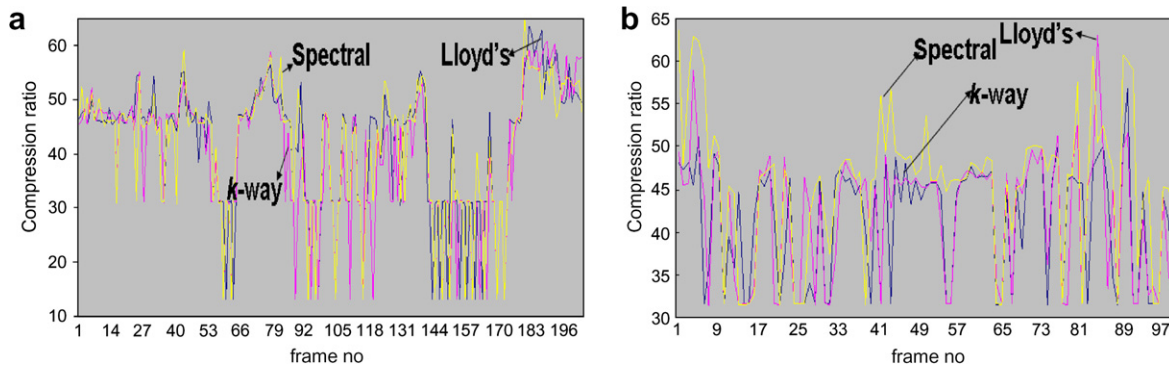 a
Compression ratio
60
50
40
30
20
10
1 14 27 40 53 66 79 92 105 118 131 144 157 170 183 196
frame no
Spectral
Lloyd's
k-way
b
Compression ratio
65
60
55
50
45
40
35
30
1 9 17 25 33 41 49 57 65 73 81 89 97
frame no
Lloyd's
Spectral
k-way